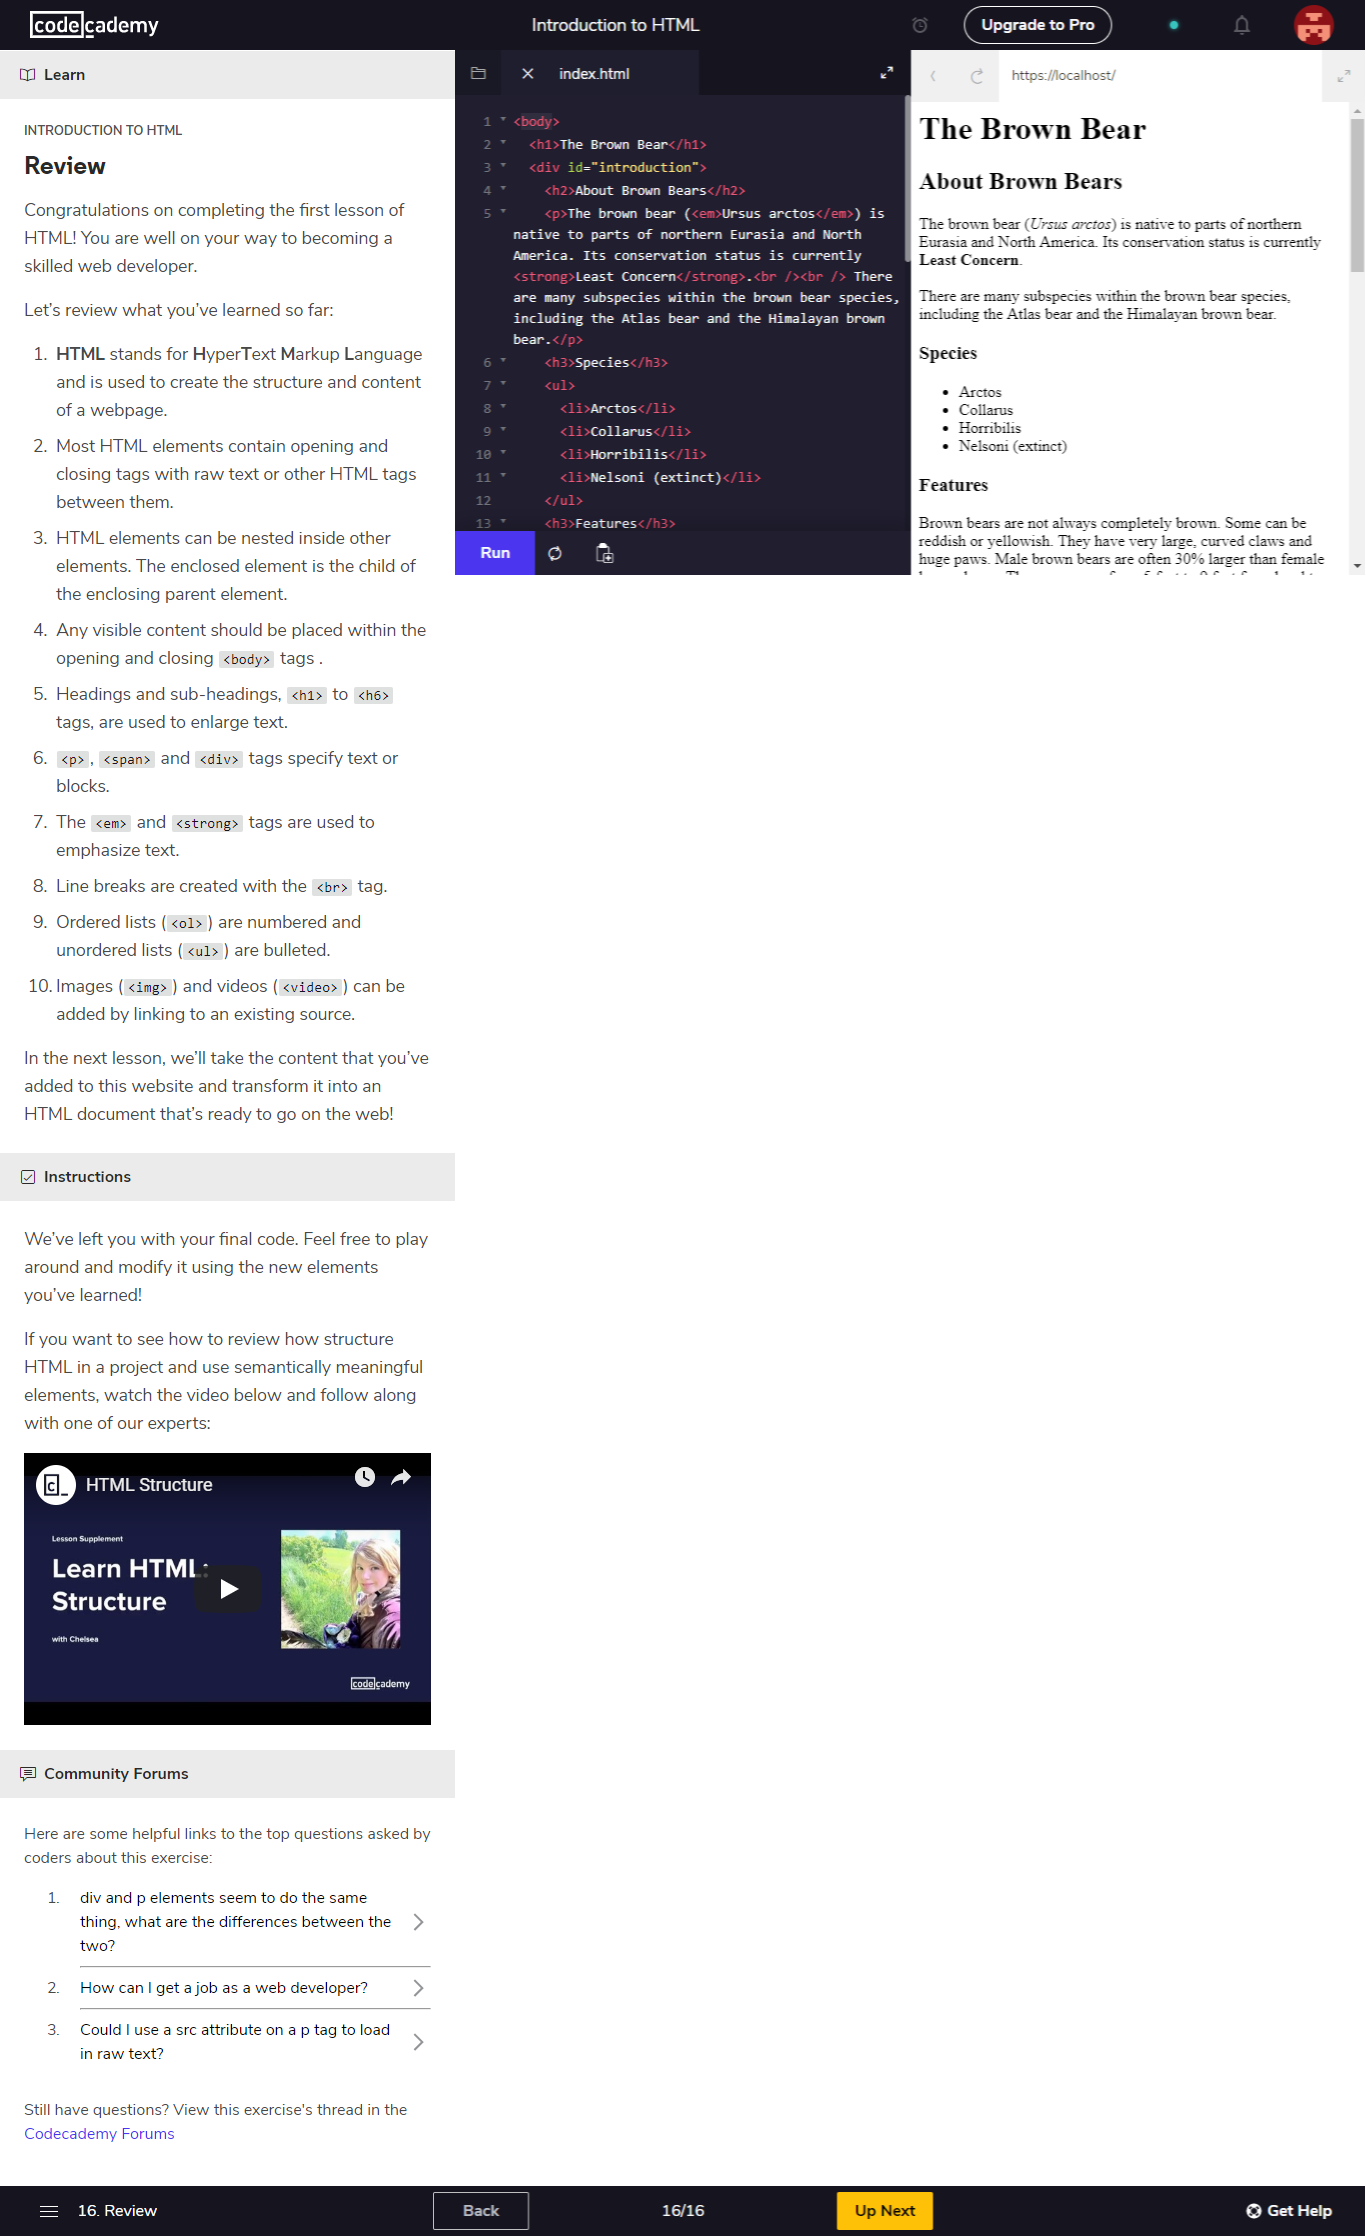 codecademy
Introduction to HTML
Upgrade to Pro
Learn
INTRODUCTION TO HTML
Review
Congratulations on completing the first lesson of
HTML! You are well on your way to becoming a
skilled web developer.
Let's review what you've learned so far:
1. HTML stands for HyperText Markup Language
and is used to create the structure and content
of a webpage.
2. Most HTML elements contain opening and
closing tags with raw text or other HTML tags
between them.
3. HTML elements can be nested inside other
elements. The enclosed element is the child of
the enclosing parent element.
4. Any visible content should be placed within the
opening and closing <body> tags .
5. Headings and sub-headings, <h1> to <h6>
tags, are used to enlarge text.
6. <p>, <span> and <div> tags specify text or
blocks.
7. The <em> and <strong> tags are used to
emphasize text.
8. Line breaks are created with the <br> tag.
9. Ordered lists (<ol>) are numbered and
unordered lists (<ul>) are bulleted.
10. Images (<img>) and videos (<video>) can be
added by linking to an existing source.
In the next lesson, we'll take the content that you've
added to this website and transform it into an
HTML document that's ready to go on the web!
Instructions
We've left you with your final code. Feel free to play
around and modify it using the new elements
you've learned!
If you want to see how to review how structure
HTML in a project and use semantically meaningful
elements, watch the video below and follow along
with one of our experts:
HTML Structure
Lesson Supplement
Learn HTML:
Structure
with Chelsea
codecademy
Community Forums
Here are some helpful links to the top questions asked by
coders about this exercise:
1. div and p elements seem to do the same
thing, what are the differences between the
two?
2. How can I get a job as a web developer?
3. Could I use a src attribute on a p tag to load
in raw text?
Still have questions? View this exercise's thread in the
Codecademy Forums
index.html
1 <body>
2 <h1>The Brown Bear</h1>
3 <div id="introduction">
4 <h2>About Brown Bears</h2>
5 <p>The brown bear (<em>Ursus arctos</em>) is
native to parts of northern Eurasia and North
America. Its conservation status is currently
<strong>Least Concern</strong>.<br /><br /> There
are many subspecies within the brown bear species,
including the Atlas bear and the Himalayan brown
bear.</p>
6 <h3>Species</h3>
7 <ul>
8 <li>Arctos</li>
9 <li>Collarus</li>
10 <li>Horribilis</li>
11 <li>Nelsoni (extinct)</li>
12 </ul>
13 <h3>Features</h3>
Run
https://localhost/
The Brown Bear
About Brown Bears
The brown bear (Ursus arctos) is native to parts of northern
Eurasia and North America. Its conservation status is currently
Least Concern.
There are many subspecies within the brown bear species,
including the Atlas bear and the Himalayan brown bear.
Species
• Arctos
• Collarus
• Horribilis
• Nelsoni (extinct)
Features
Brown bears are not always completely brown. Some can be
reddish or yellowish. They have very large, curved claws and
huge paws. Male brown bears are often 30% larger than female
16. Review
Back
16/16
Up Next
Get Help